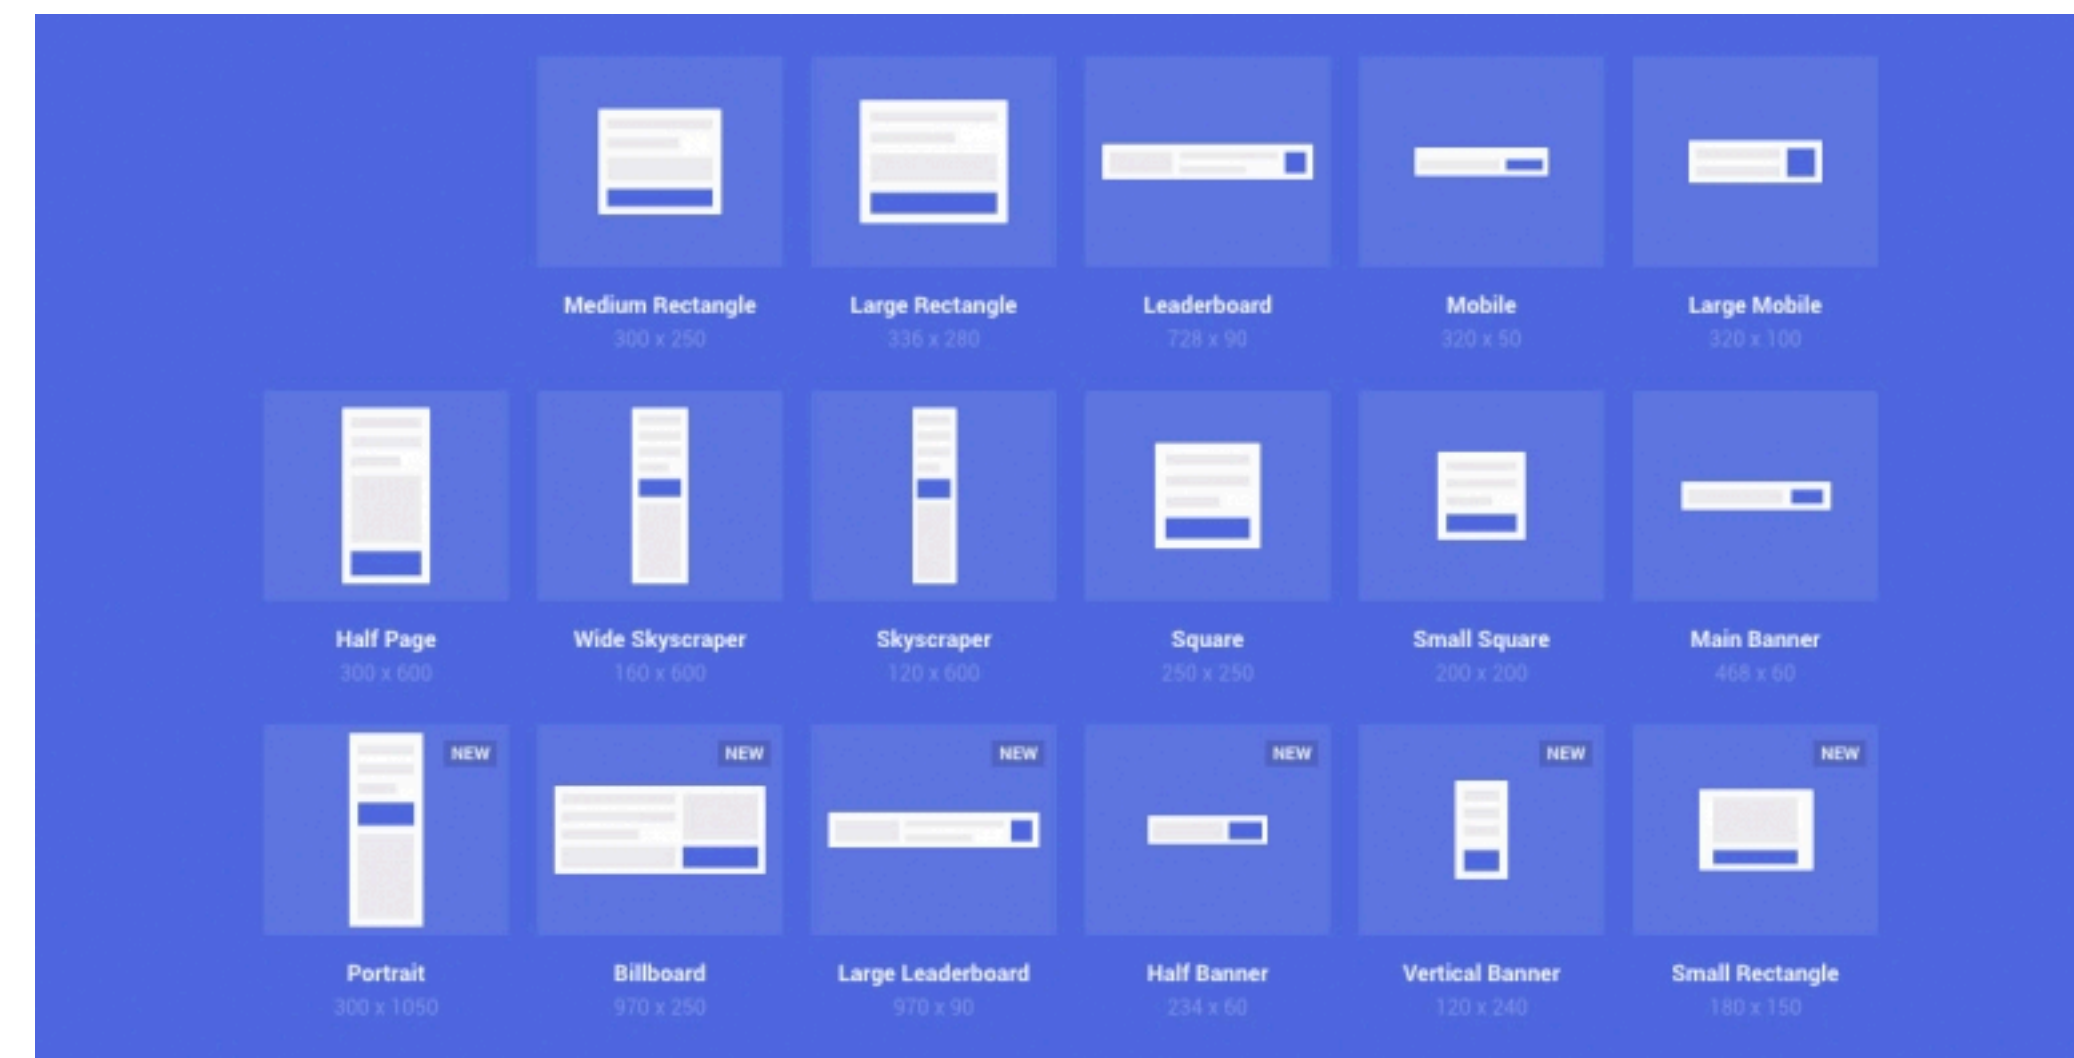 Medium Rectangle
300 x 250
Large Rectangle
336 x 280
Leaderboard
728 x 90
Mobile
320 x 50
Large Mobile
320 x 100
Half Page
300 x 600
Wide Skyscraper
160 x 600
Skyscraper
120 x 600
Square
250 x 250
Small Square
200 x 200
Main Banner
468 x 60
NEW
Portrait
300 x 1050
NEW
Billboard
970 x 250
NEW
Large Leaderboard
970 x 90
NEW
Half Banner
234 x 60
NEW
Vertical Banner
120 x 240
NEW
Small Rectangle
180 x 150